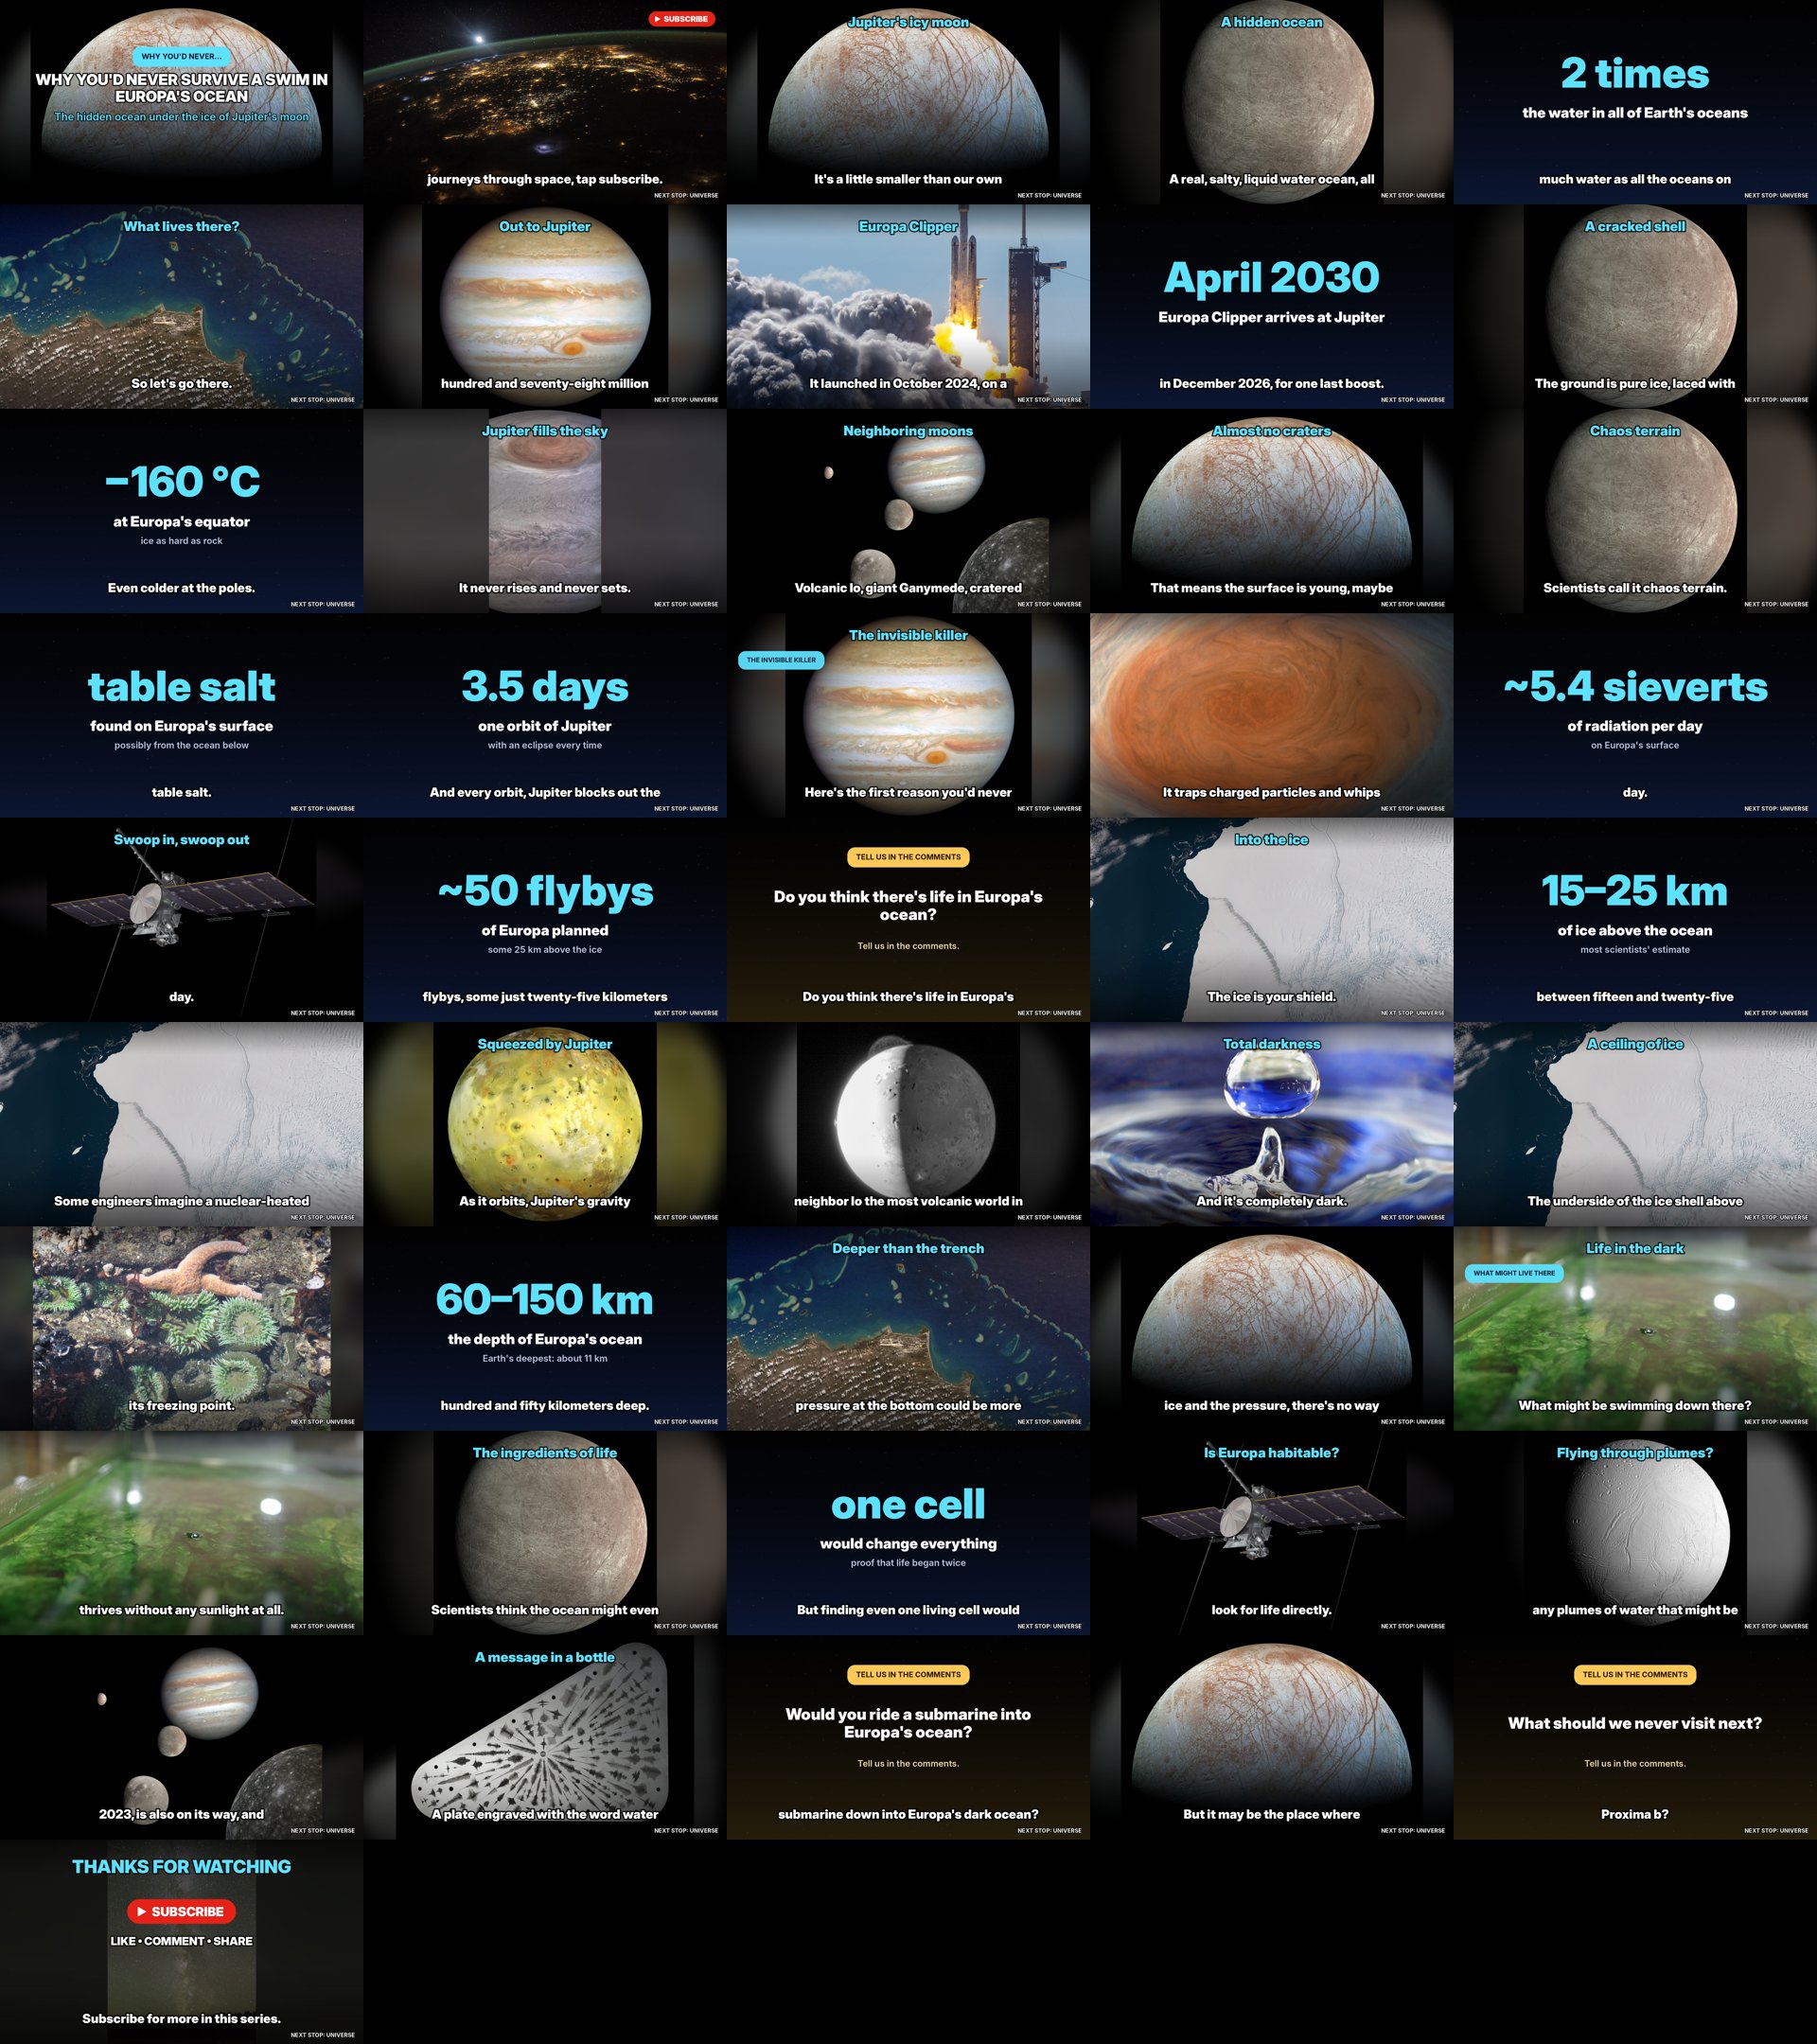 WHY YOU'D NEVER...
WHY YOU'D NEVER SURVIVE A SWIM IN
EUROPA'S OCEAN
The hidden ocean under the ice of Jupiter's moon
SUBSCRIBE
journeys through space, tap subscribe.
NEXT STOP: UNIVERSE
Jupiter's icy moon
It's a little smaller than our own
NEXT STOP: UNIVERSE
A hidden ocean
A real, salty, liquid water ocean, all
NEXT STOP: UNIVERSE
2 times
the water in all of Earth's oceans
much water as all the oceans on
NEXT STOP: UNIVERSE
What lives there?
So let's go there.
NEXT STOP: UNIVERSE
Out to Jupiter
hundred and seventy-eight million
NEXT STOP: UNIVERSE
Europa Clipper
It launched in October 2024, on a
NEXT STOP: UNIVERSE
April 2030
Europa Clipper arrives at Jupiter
in December 2026, for one last boost.
NEXT STOP: UNIVERSE
A cracked shell
The ground is pure ice, laced with
NEXT STOP: UNIVERSE
−160 °C
at Europa's equator
ice as hard as rock
Even colder at the poles.
NEXT STOP: UNIVERSE
Jupiter fills the sky
It never rises and never sets.
NEXT STOP: UNIVERSE
Neighboring moons
Volcanic Io, giant Ganymede, cratered
NEXT STOP: UNIVERSE
Almost no craters
That means the surface is young, maybe
NEXT STOP: UNIVERSE
Chaos terrain
Scientists call it chaos terrain.
NEXT STOP: UNIVERSE
table salt
found on Europa's surface
possibly from the ocean below
table salt.
NEXT STOP: UNIVERSE
3.5 days
one orbit of Jupiter
with an eclipse every time
And every orbit, Jupiter blocks out the
NEXT STOP: UNIVERSE
The invisible killer
THE INVISIBLE KILLER
Here's the first reason you'd never
NEXT STOP: UNIVERSE
It traps charged particles and whips
NEXT STOP: UNIVERSE
~5.4 sieverts
of radiation per day
on Europa's surface
day.
NEXT STOP: UNIVERSE
Swoop in, swoop out
day.
NEXT STOP: UNIVERSE
~50 flybys
of Europa planned
some 25 km above the ice
flybys, some just twenty-five kilometers
NEXT STOP: UNIVERSE
TELL US IN THE COMMENTS
Do you think there's life in Europa's
ocean?
Tell us in the comments.
Do you think there's life in Europa's
NEXT STOP: UNIVERSE
Into the ice
The ice is your shield.
NEXT STOP: UNIVERSE
15–25 km
of ice above the ocean
most scientists' estimate
between fifteen and twenty-five
NEXT STOP: UNIVERSE
Some engineers imagine a nuclear-heated
NEXT STOP: UNIVERSE
Squeezed by Jupiter
As it orbits, Jupiter's gravity
NEXT STOP: UNIVERSE
neighbor Io the most volcanic world in
NEXT STOP: UNIVERSE
Total darkness
And it's completely dark.
NEXT STOP: UNIVERSE
A ceiling of ice
The underside of the ice shell above
NEXT STOP: UNIVERSE
its freezing point.
NEXT STOP: UNIVERSE
60–150 km
the depth of Europa's ocean
Earth's deepest: about 11 km
hundred and fifty kilometers deep.
NEXT STOP: UNIVERSE
Deeper than the trench
pressure at the bottom could be more
NEXT STOP: UNIVERSE
ice and the pressure, there's no way
NEXT STOP: UNIVERSE
Life in the dark
WHAT MIGHT LIVE THERE
What might be swimming down there?
NEXT STOP: UNIVERSE
thrives without any sunlight at all.
NEXT STOP: UNIVERSE
The ingredients of life
Scientists think the ocean might even
NEXT STOP: UNIVERSE
one cell
would change everything
proof that life began twice
But finding even one living cell would
NEXT STOP: UNIVERSE
Is Europa habitable?
look for life directly.
NEXT STOP: UNIVERSE
Flying through plumes?
any plumes of water that might be
NEXT STOP: UNIVERSE
2023, is also on its way, and
NEXT STOP: UNIVERSE
A message in a bottle
A plate engraved with the word water
NEXT STOP: UNIVERSE
TELL US IN THE COMMENTS
Would you ride a submarine into
Europa's ocean?
Tell us in the comments.
submarine down into Europa's dark ocean?
NEXT STOP: UNIVERSE
But it may be the place where
NEXT STOP: UNIVERSE
TELL US IN THE COMMENTS
What should we never visit next?
Tell us in the comments.
Proxima b?
NEXT STOP: UNIVERSE
THANKS FOR WATCHING
SUBSCRIBE
LIKE • COMMENT • SHARE
Subscribe for more in this series.
NEXT STOP: UNIVERSE